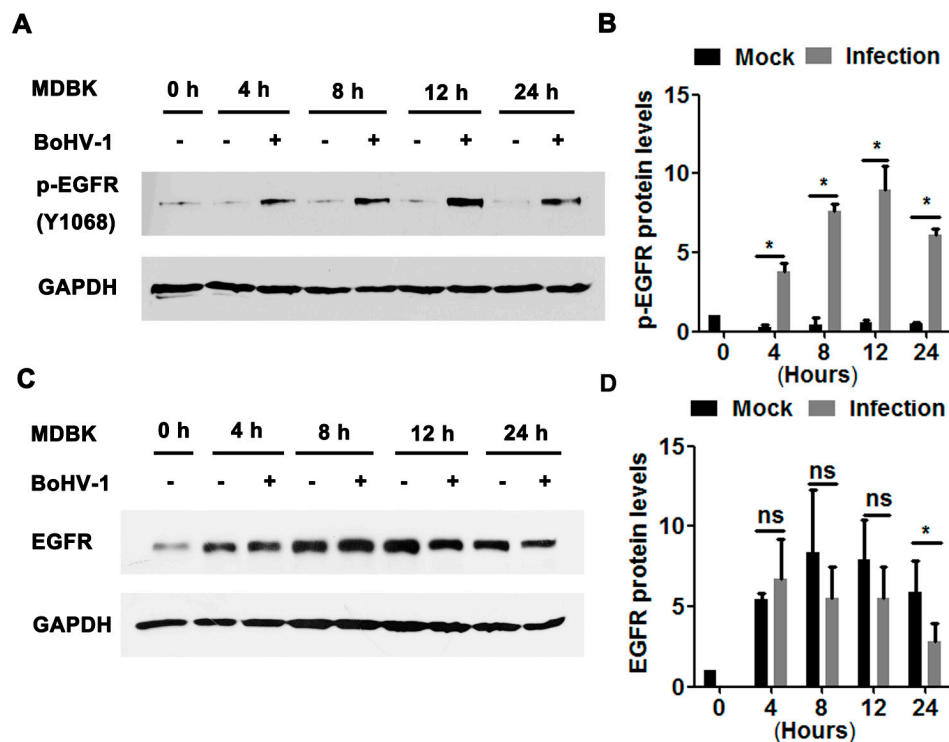 A
MDBK 0 h 4 h 8 h 12 h 24 h
BoHV-1 - - + - + - + - +
p-EGFR
(Y1068)
GAPDH
B
Mock Infection
p-EGFR protein levels
15
10
5
0
* * * *
0 4 8 12 24
(Hours)
C
MDBK 0 h 4 h 8 h 12 h 24 h
BoHV-1 - - + - + - + - +
EGFR
GAPDH
D
Mock Infection
EGFR protein levels
15
10
5
0
ns ns ns *
0 4 8 12 24
(Hours)